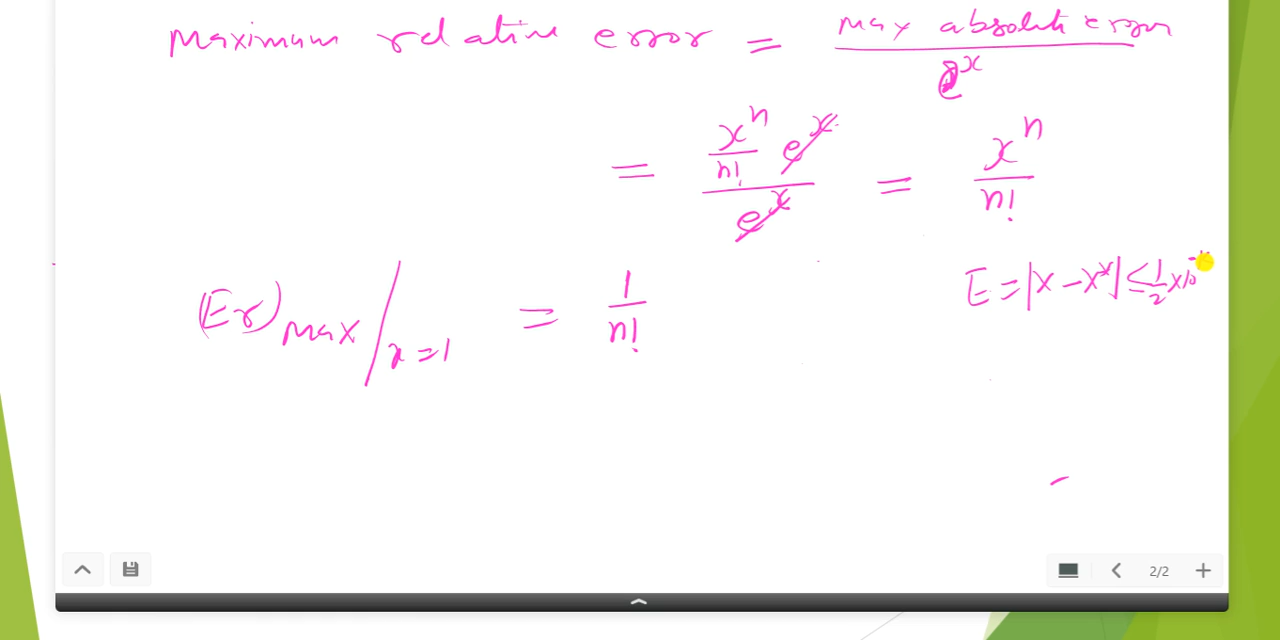 Maximum relative error = max absolute error / e^x
= (x^n/n! e^x) / e^x = x^n / n!
E = |x - x*| ≤ 1/2 × 10
(Er)max / x=1 = 1 / n!
2/2